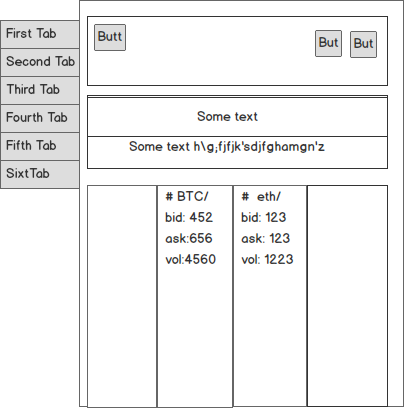 First Tab
Second Tab
Third Tab
Fourth Tab
Fifth Tab
SixtTab
Butt
But
But
Some text
Some text h\g;fjfjk'sdjfghamgn'z
# BTC/
bid: 452
ask:656
vol:4560
# eth/
bid: 123
ask: 123
vol: 1223